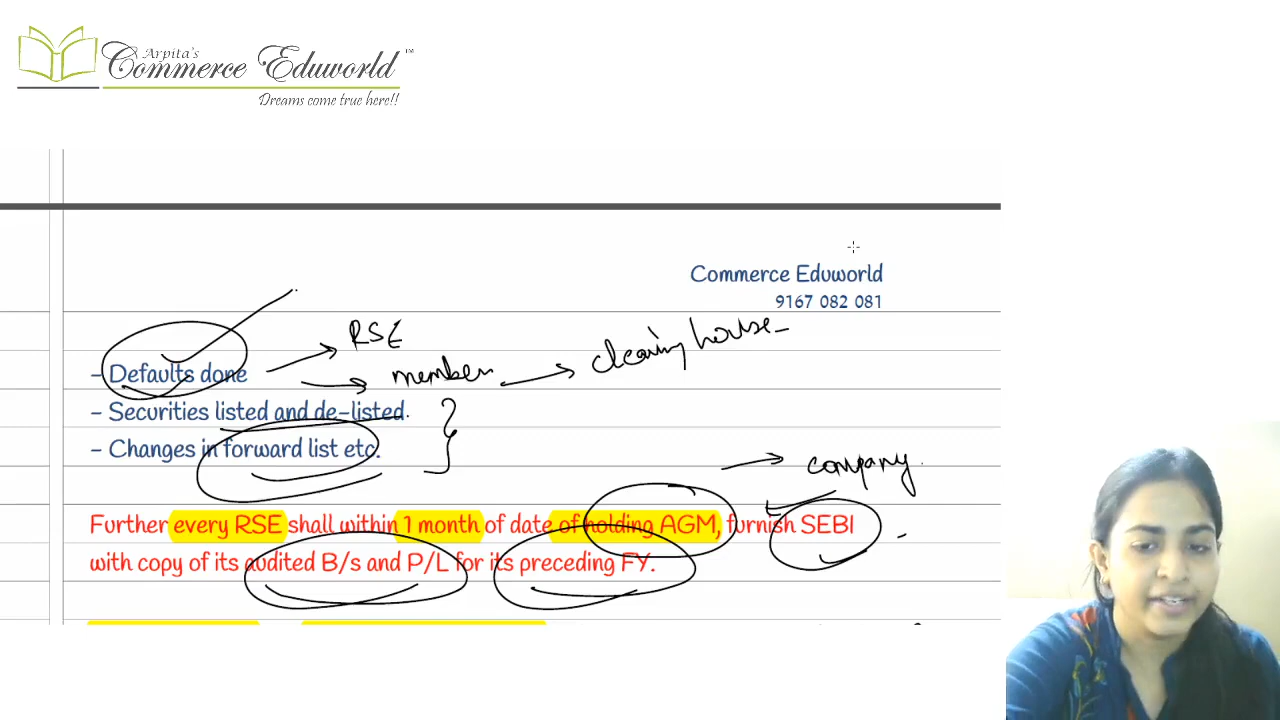 Arpita's
Commerce Eduworld™
Dreams come true here!!
Commerce Eduworld
9167 082 081
- Defaults done → RSE
→ member → clearing house
- Securities listed and de-listed.
- Changes in forward list etc.
→ company.
Further every RSE shall within 1 month of date of holding AGM, furnish SEBI
with copy of its audited B/s and P/L for its preceding FY.